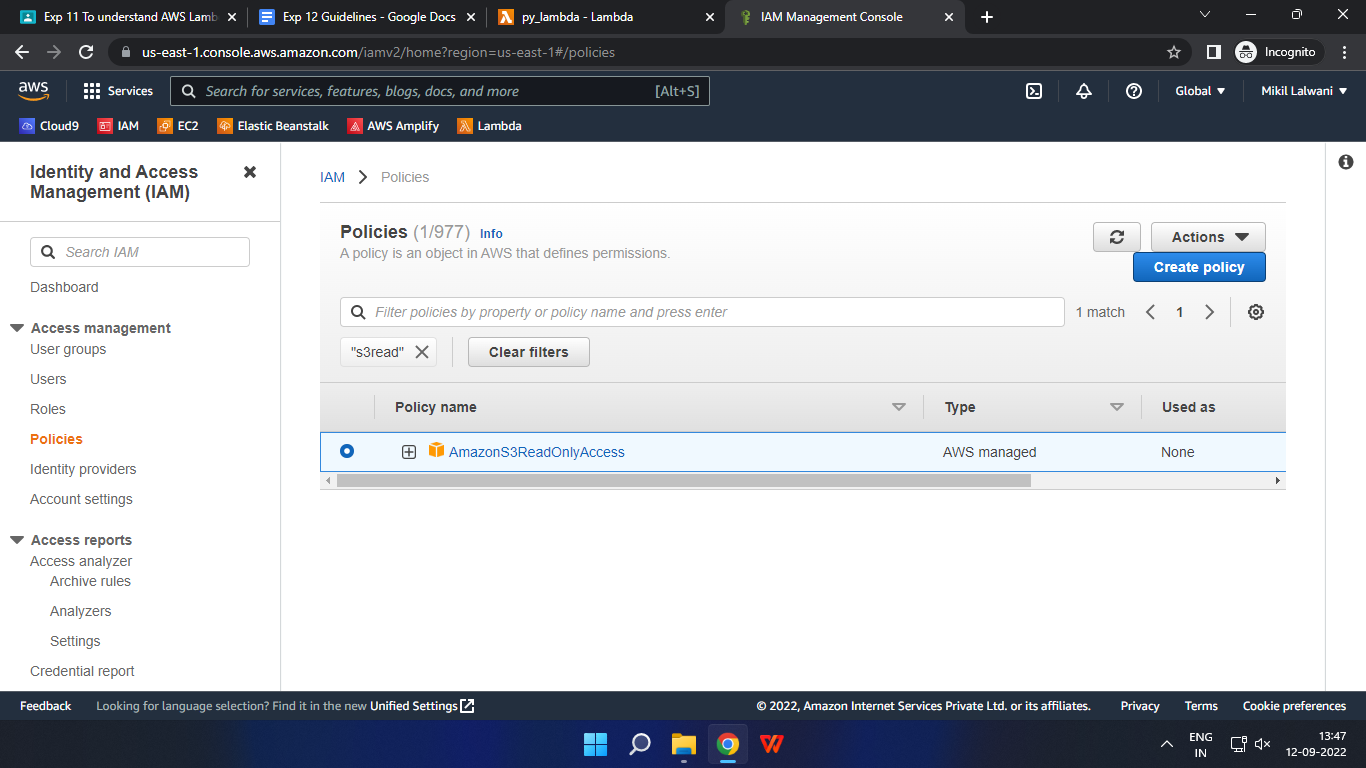 Exp 11 To understand AWS Lamb
Exp 12 Guidelines - Google Docs
py_lambda - Lambda
IAM Management Console
us-east-1.console.aws.amazon.com/iamv2/home?region=us-east-1#/policies
Incognito
aws
Services
Search for services, features, blogs, docs, and more
[Alt+S]
Global
Mikil Lalwani
Cloud9
IAM
EC2
Elastic Beanstalk
AWS Amplify
Lambda
Identity and Access
Management (IAM)
Search IAM
Dashboard
Access management
User groups
Users
Roles
Policies
Identity providers
Account settings
Access reports
Access analyzer
Archive rules
Analyzers
Settings
Credential report
IAM
Policies
Policies (1/977) Info
A policy is an object in AWS that defines permissions.
Actions
Create policy
Filter policies by property or policy name and press enter
1 match
1
"s3read"
Clear filters
Policy name
Type
Used as
AmazonS3ReadOnlyAccess
AWS managed
None
Feedback
Looking for language selection? Find it in the new Unified Settings
© 2022, Amazon Internet Services Private Ltd. or its affiliates.
Privacy
Terms
Cookie preferences
ENG
IN
13:47
12-09-2022